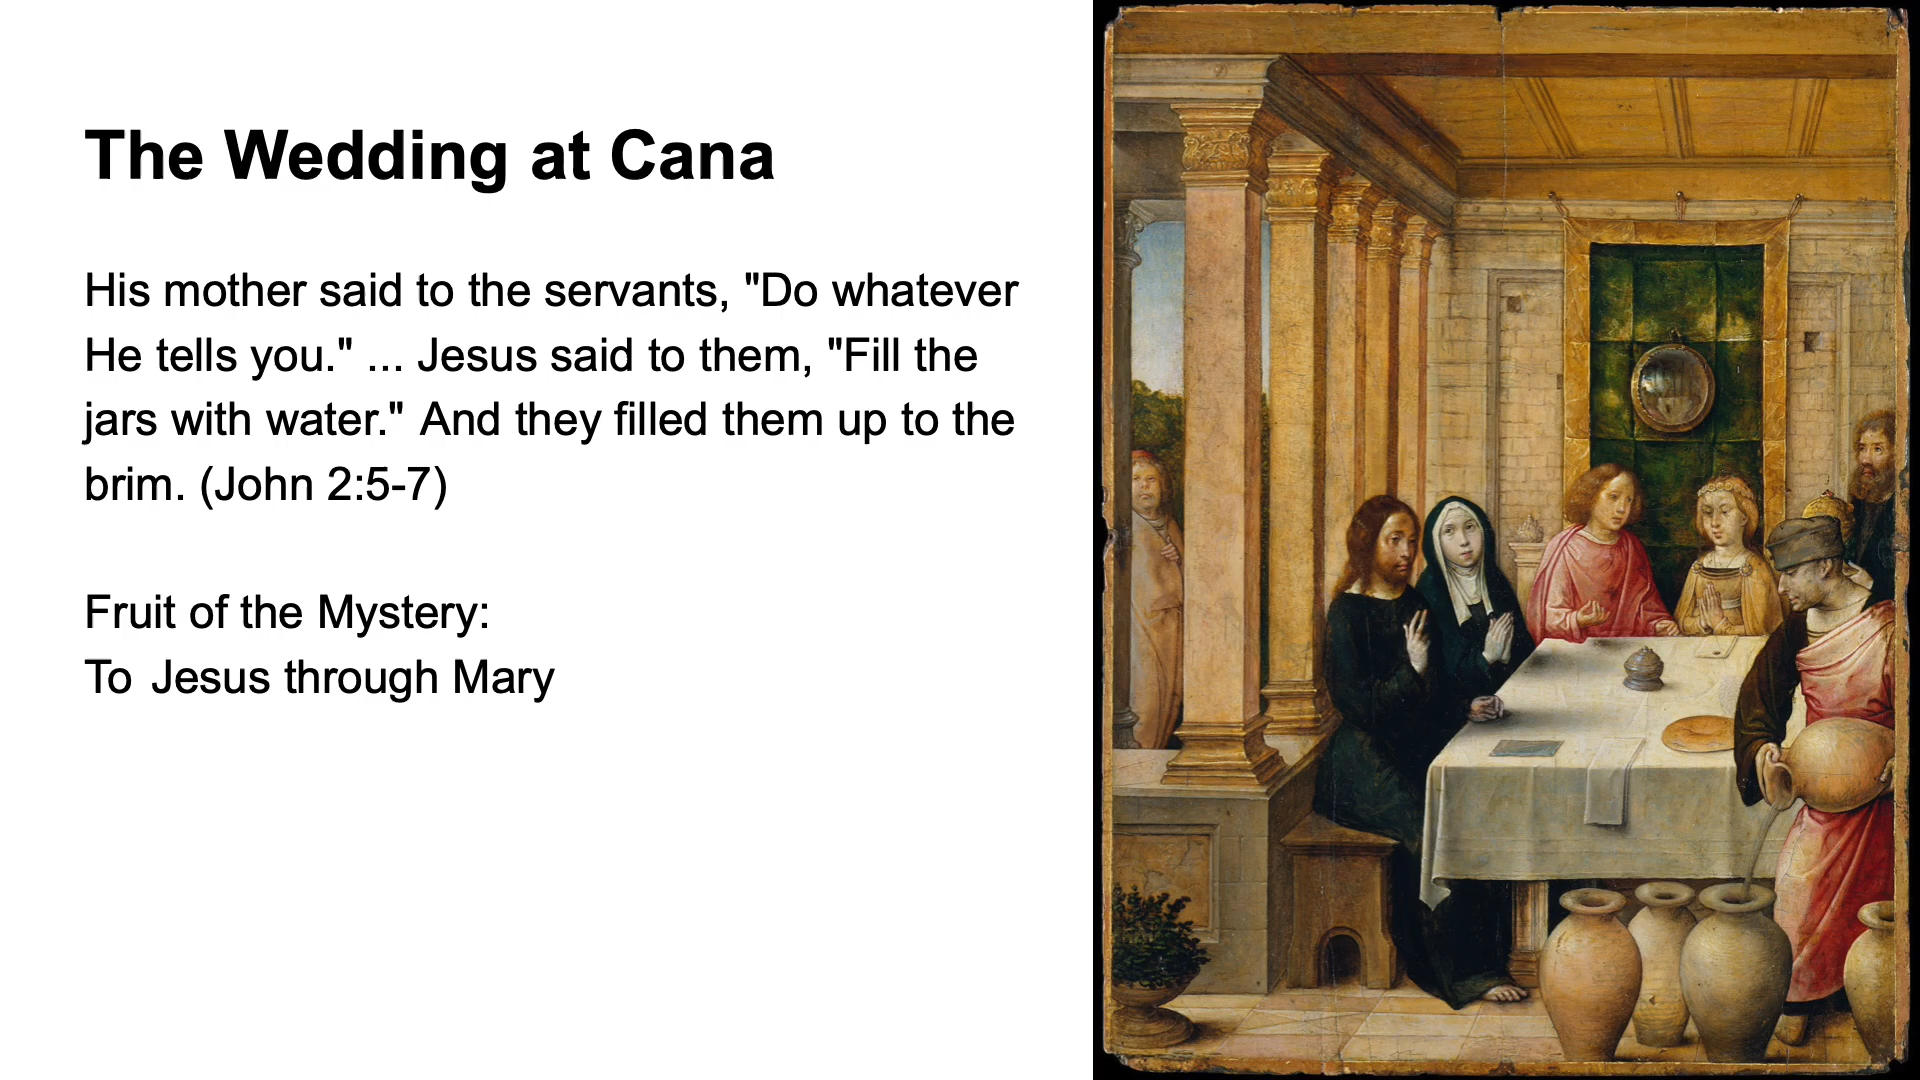 The Wedding at Cana
His mother said to the servants, "Do whatever
He tells you." ... Jesus said to them, "Fill the
jars with water." And they filled them up to the
brim. (John 2:5-7)
Fruit of the Mystery:
To Jesus through Mary